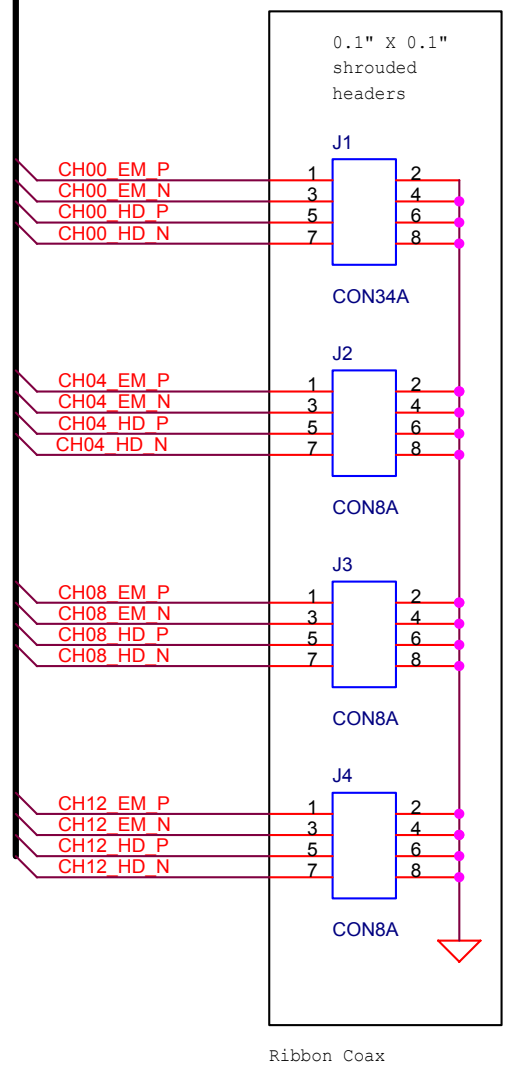 0.1" X 0.1"
shrouded
headers
J1
CH00_EM_P 1 2
CH00_EM_N 3 4
CH00_HD_P 5 6
CH00_HD_N 7 8
CON34A
J2
CH04_EM_P 1 2
CH04_EM_N 3 4
CH04_HD_P 5 6
CH04_HD_N 7 8
CON8A
J3
CH08_EM_P 1 2
CH08_EM_N 3 4
CH08_HD_P 5 6
CH08_HD_N 7 8
CON8A
J4
CH12_EM_P 1 2
CH12_EM_N 3 4
CH12_HD_P 5 6
CH12_HD_N 7 8
CON8A
Ribbon Coax